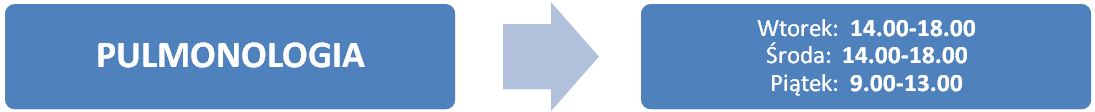 PULMONOLOGIA
Wtorek: 14.00-18.00
Środa: 14.00-18.00
Piątek: 9.00-13.00